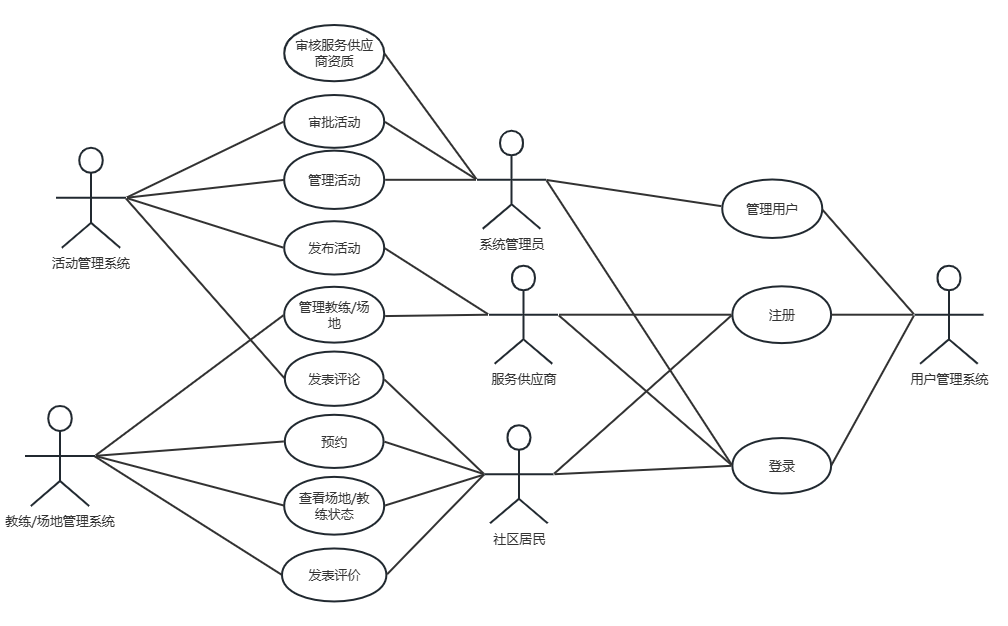 审核服务供应
商资质
审批活动
管理活动
发布活动
管理教练/场
地
发表评论
预约
查看场地/教
练状态
发表评价
活动管理系统
教练/场地管理系统
系统管理员
服务供应商
社区居民
管理用户
注册
登录
用户管理系统